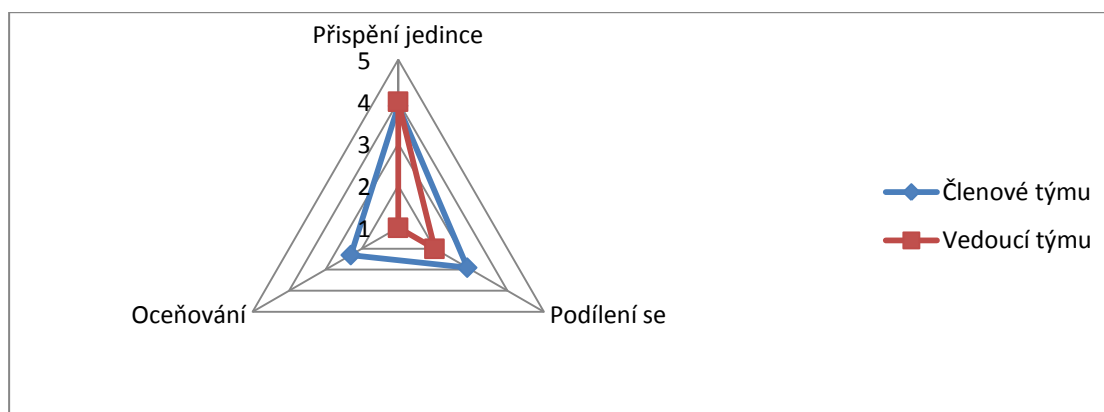 Přispění jedince
5
4
3
2
1
Členové týmu
Vedoucí týmu
Oceňování
Podílení se